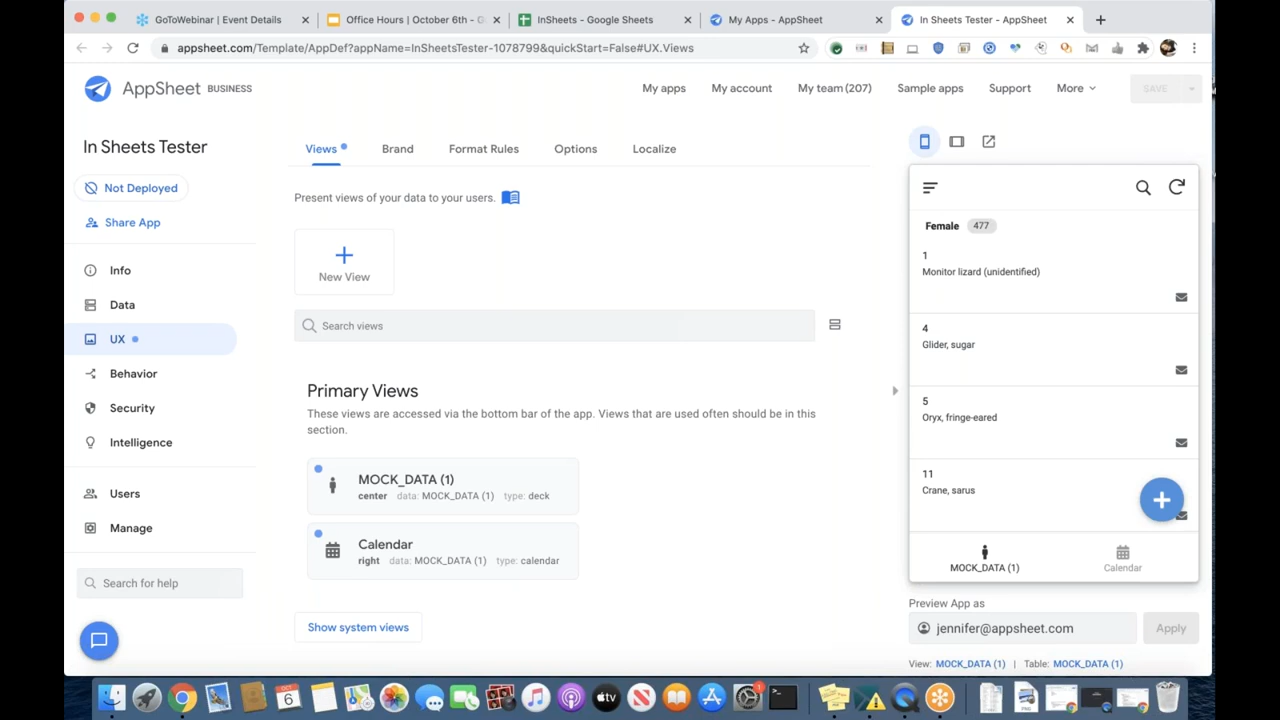 GoToWebinar | Event Details
Office Hours | October 6th - G
InSheets - Google Sheets
My Apps - AppSheet
In Sheets Tester - AppSheet
appsheet.com/Template/AppDef?appName=InSheetsTester-1078799&quickStart=False#UX.Views
AppSheet BUSINESS
My apps
My account
My team (207)
Sample apps
Support
More
SAVE
In Sheets Tester
Not Deployed
Share App
Info
Data
UX
Behavior
Security
Intelligence
Users
Manage
Search for help
Views
Brand
Format Rules
Options
Localize
Present views of your data to your users.
New View
Search views
Primary Views
These views are accessed via the bottom bar of the app. Views that are used often should be in this
section.
MOCK_DATA (1)
center data: MOCK_DATA (1) type: deck
Calendar
right data: MOCK_DATA (1) type: calendar
Show system views
Female 477
1
Monitor lizard (unidentified)
4
Glider, sugar
5
Oryx, fringe-eared
11
Crane, sarus
MOCK_DATA (1)
Calendar
Preview App as
jennifer@appsheet.com
Apply
View: MOCK_DATA (1) | Table: MOCK_DATA (1)
OCT
6
tv
1